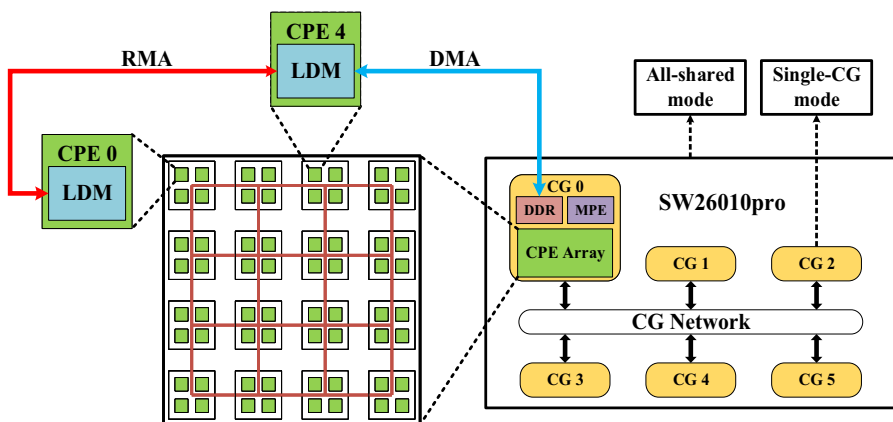 CPE 4
LDM
RMA
DMA
CPE 0
LDM
All-shared
mode
Single-CG
mode
SW26010pro
CG 0
DDR
MPE
CPE Array
CG 1
CG 2
CG Network
CG 3
CG 4
CG 5